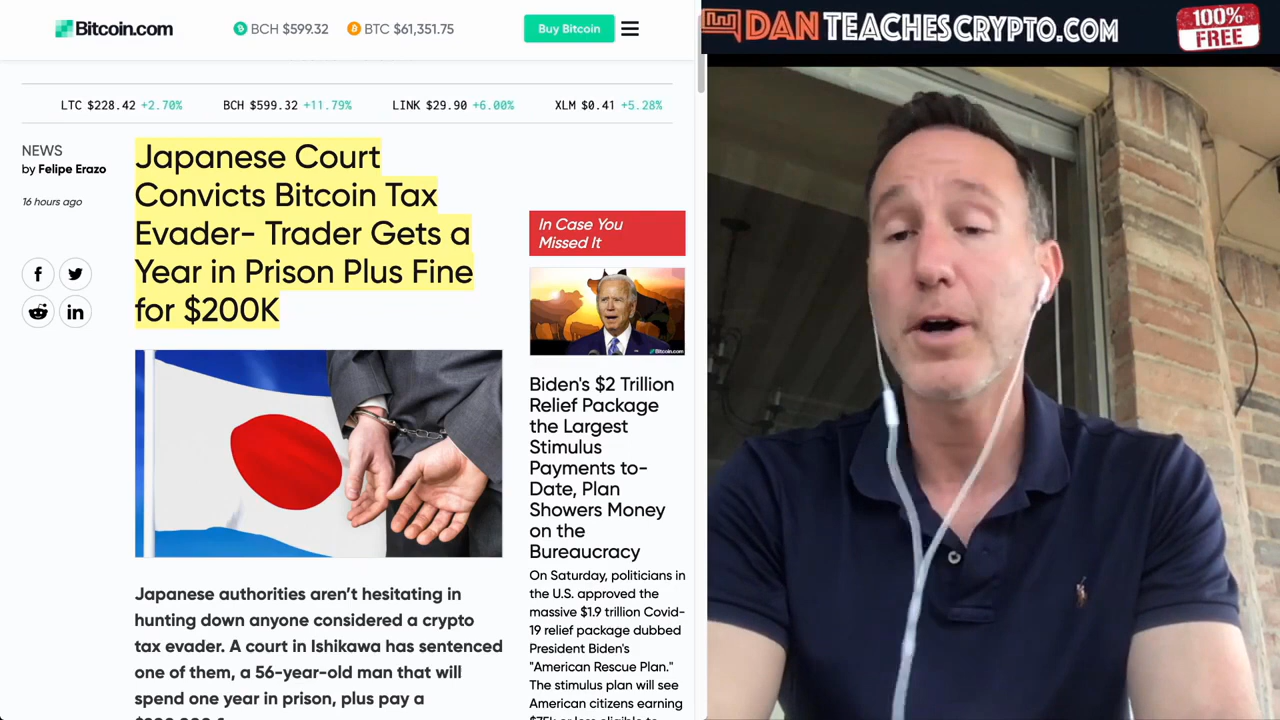 Bitcoin.com
BCH $599.32
BTC $61,351.75
Buy Bitcoin
DANTEACHESCRYPTO.COM
100%
FREE
LTC $228.42 +2.70%
BCH $599.32 +11.79%
LINK $29.90 +6.00%
XLM $0.41 +5.28%
NEWS
by Felipe Erazo
16 hours ago
Japanese Court
Convicts Bitcoin Tax
Evader- Trader Gets a
Year in Prison Plus Fine
for $200K
Japanese authorities aren’t hesitating in
hunting down anyone considered a crypto
tax evader. A court in Ishikawa has sentenced
one of them, a 56-year-old man that will
spend one year in prison, plus pay a
In Case You
Missed It
Bitcoin.com
Biden's $2 Trillion
Relief Package
the Largest
Stimulus
Payments to-
Date, Plan
Showers Money
on the
Bureaucracy
On Saturday, politicians in
the U.S. approved the
massive $1.9 trillion Covid-
19 relief package dubbed
President Biden's
"American Rescue Plan."
The stimulus plan will see
American citizens earning